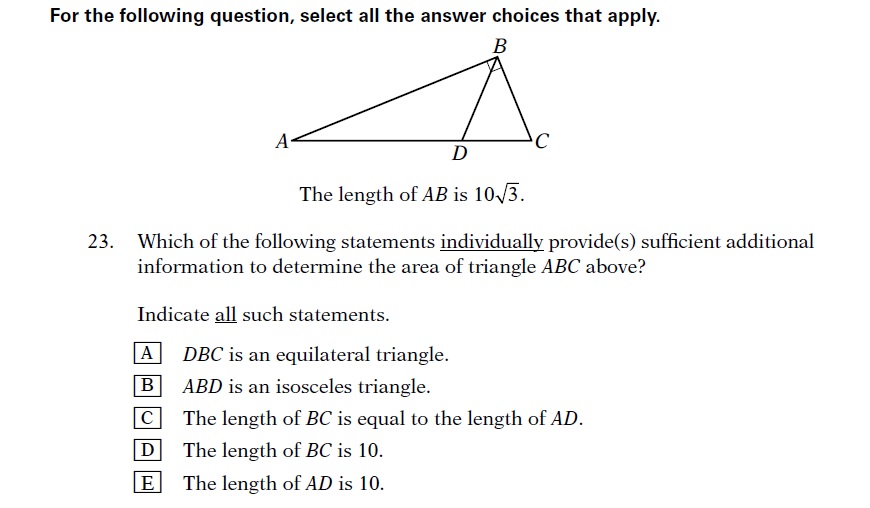 For the following question, select all the answer choices that apply.
B
A
C
D
The length of AB is 10√3.
23. Which of the following statements individually provide(s) sufficient additional
information to determine the area of triangle ABC above?
Indicate all such statements.
A DBC is an equilateral triangle.
B ABD is an isosceles triangle.
C The length of BC is equal to the length of AD.
D The length of BC is 10.
E The length of AD is 10.